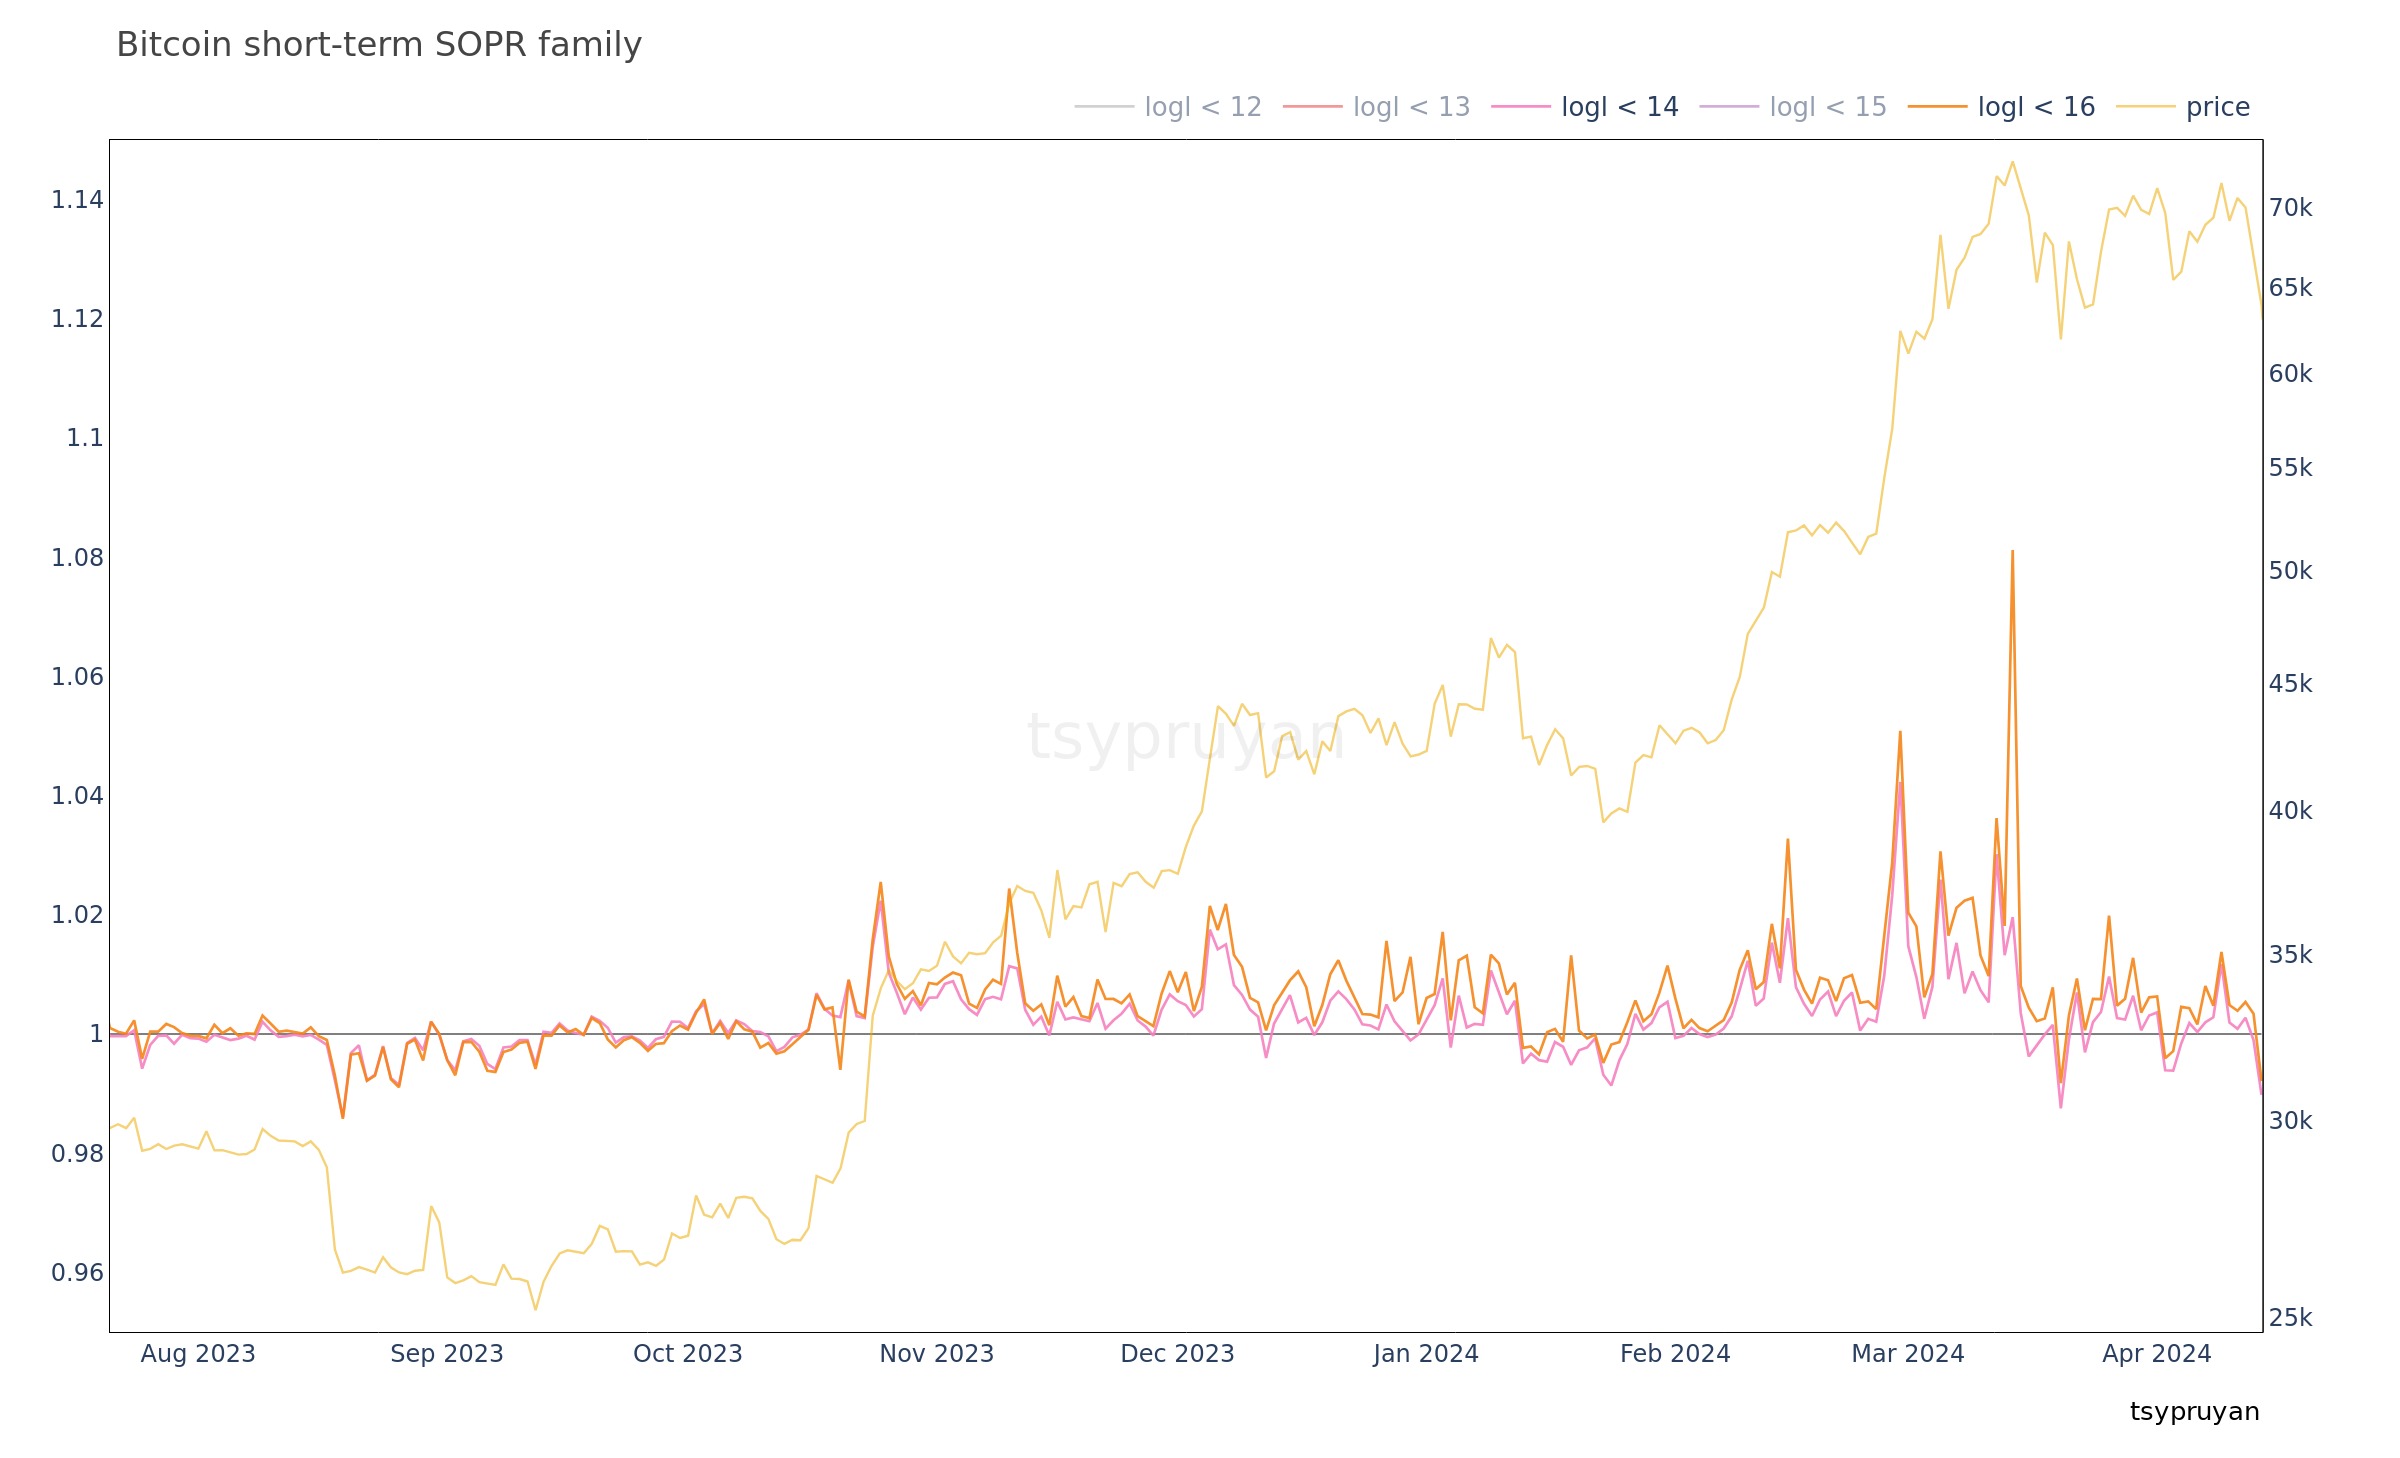 Bitcoin short-term SOPR family
logl < 12 logl < 13 logl < 14 logl < 15 logl < 16 price
1.14
1.12
1.1
1.08
1.06
1.04
1.02
1
0.98
0.96
tsypruyan
70k
65k
60k
55k
50k
45k
40k
35k
30k
25k
Aug 2023 Sep 2023 Oct 2023 Nov 2023 Dec 2023 Jan 2024 Feb 2024 Mar 2024 Apr 2024
tsypruyan